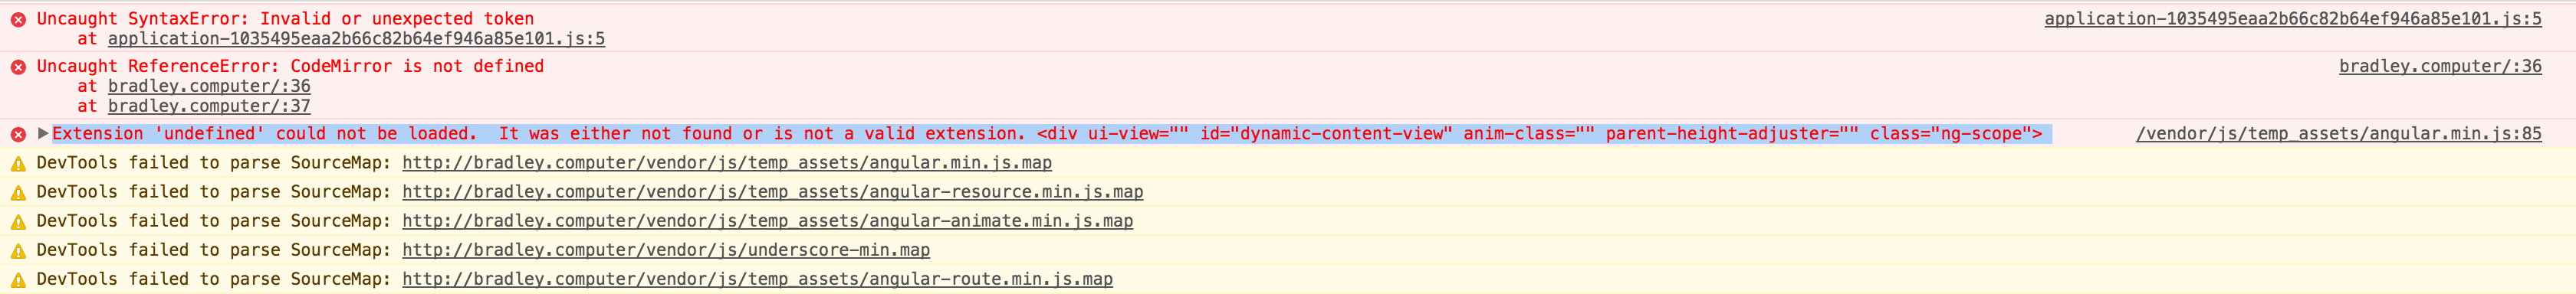 Uncaught SyntaxError: Invalid or unexpected token application-1035495eaa2b66c82b64ef946a85e101.js:5
at application-1035495eaa2b66c82b64ef946a85e101.js:5
Uncaught ReferenceError: CodeMirror is not defined bradley.computer/:36
at bradley.computer/:36
at bradley.computer/:37
Extension 'undefined' could not be loaded.  It was either not found or is not a valid extension. <div ui-view="" id="dynamic-content-view" anim-class="" parent-height-adjuster="" class="ng-scope"> /vendor/js/temp_assets/angular.min.js:85
DevTools failed to parse SourceMap: http://bradley.computer/vendor/js/temp_assets/angular.min.js.map
DevTools failed to parse SourceMap: http://bradley.computer/vendor/js/temp_assets/angular-resource.min.js.map
DevTools failed to parse SourceMap: http://bradley.computer/vendor/js/temp_assets/angular-animate.min.js.map
DevTools failed to parse SourceMap: http://bradley.computer/vendor/js/underscore-min.map
DevTools failed to parse SourceMap: http://bradley.computer/vendor/js/temp_assets/angular-route.min.js.map